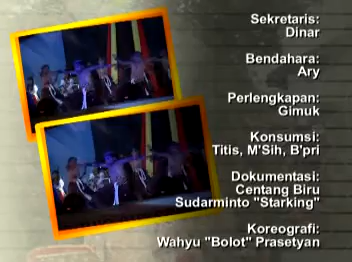 Sekretaris:
Dinar
Bendahara:
Ary
Perlengkapan:
Gimuk
Konsumsi:
Titis, M'Sih, B'pri
Dokumentasi:
Centang Biru
Sudarminto "Starking"
Koreografi:
Wahyu "Bolot" Prasetyan